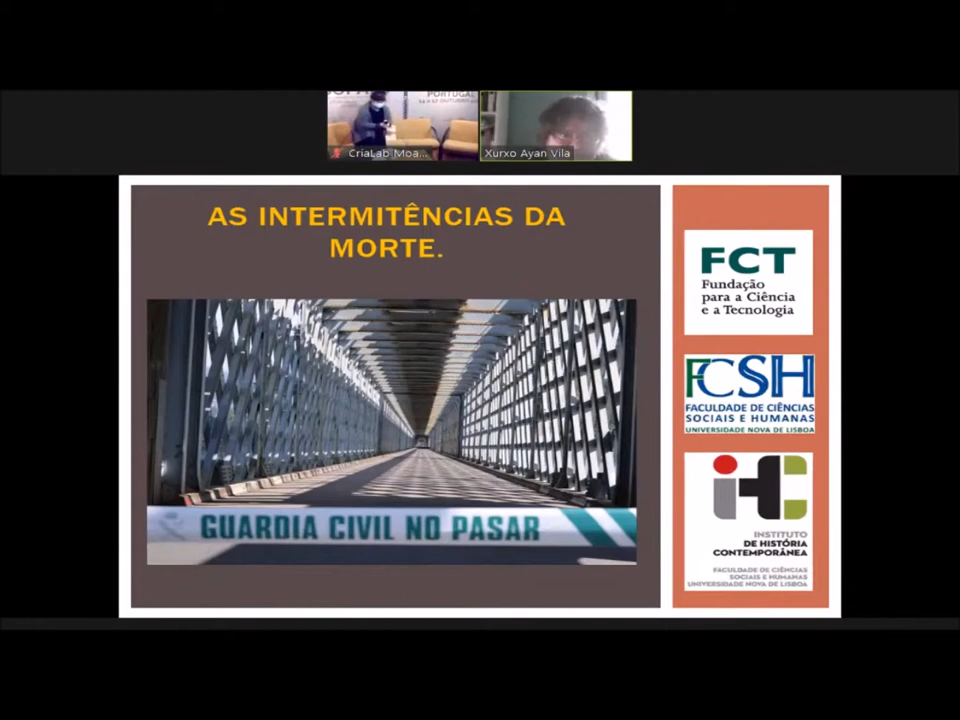 PORTUGAL
CriaLab Moa...
Xurxo Ayan Vila
AS INTERMITÊNCIAS DA
MORTE.
GUARDIA CIVIL NO PASAR
FCT
Fundação
para a Ciência
e a Tecnologia
FCSH
FACULDADE DE CIÊNCIAS
SOCIAIS E HUMANAS
UNIVERSIDADE NOVA DE LISBOA
iHC
INSTITUTO
DE HISTÓRIA
CONTEMPORÂNEA
FACULDADE DE CIÊNCIAS
SOCIAIS E HUMANAS
UNIVERSIDADE NOVA DE LISBOA